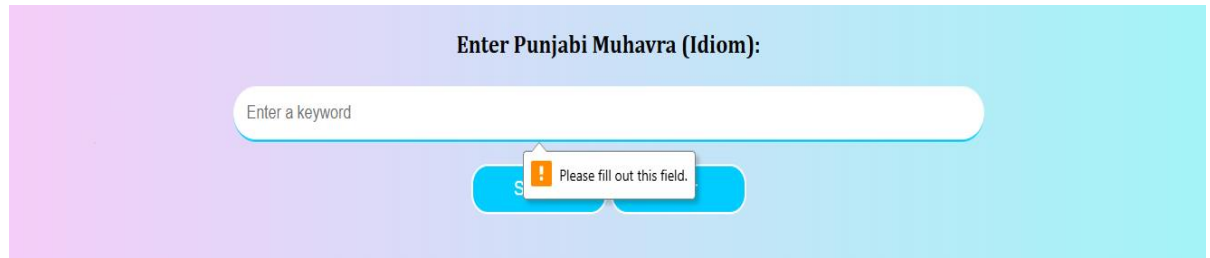 Enter Punjabi Muhavra (Idiom):
Enter a keyword
Please fill out this field.